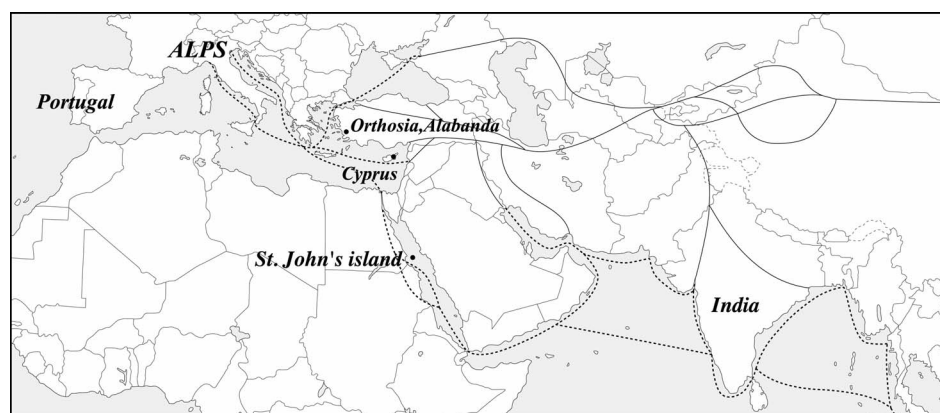 ALPS
Portugal
Orthosia,Alabanda
Cyprus
St. John's island
India